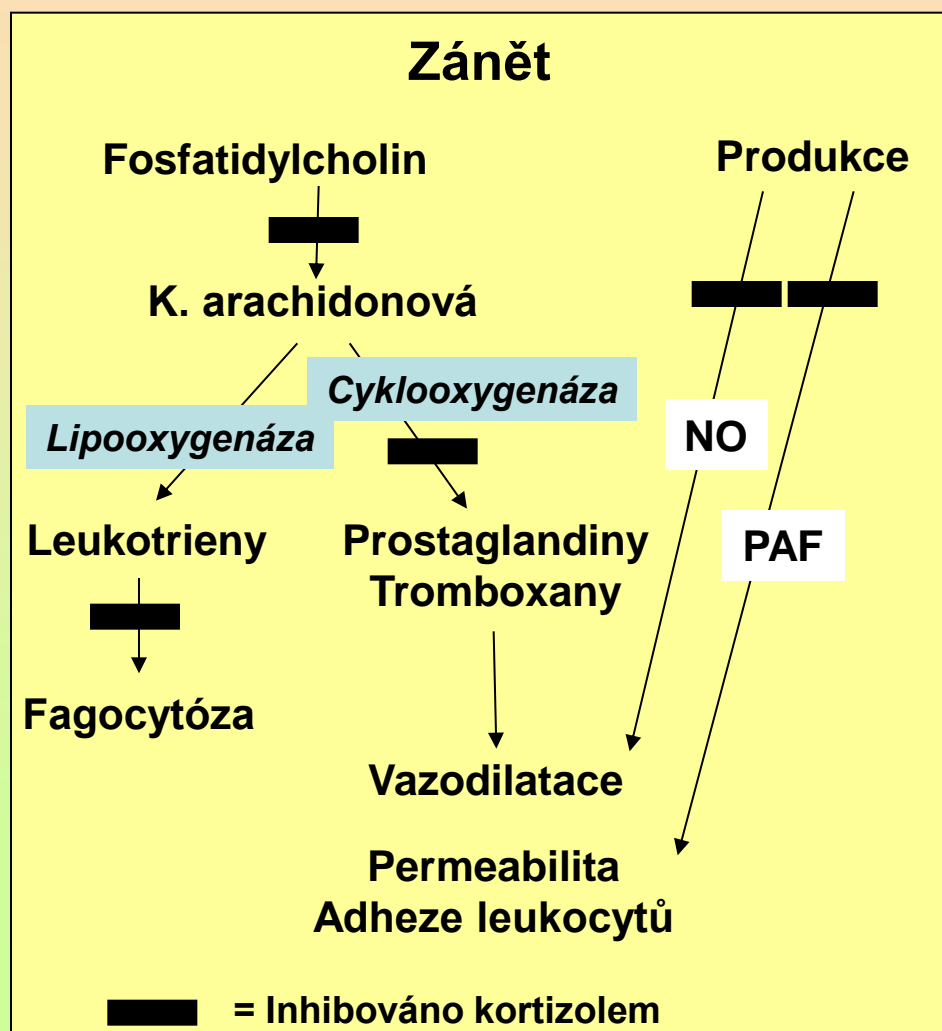 Zánět
Fosfatidylcholin
Produkce
K. arachidonová
Cyklooxygenáza
Lipooxygenáza
NO
Leukotrieny
Prostaglandiny
Tromboxany
PAF
Fagocytóza
Vazodilatace
Permeabilita
Adheze leukocytů
= Inhibováno kortizolem